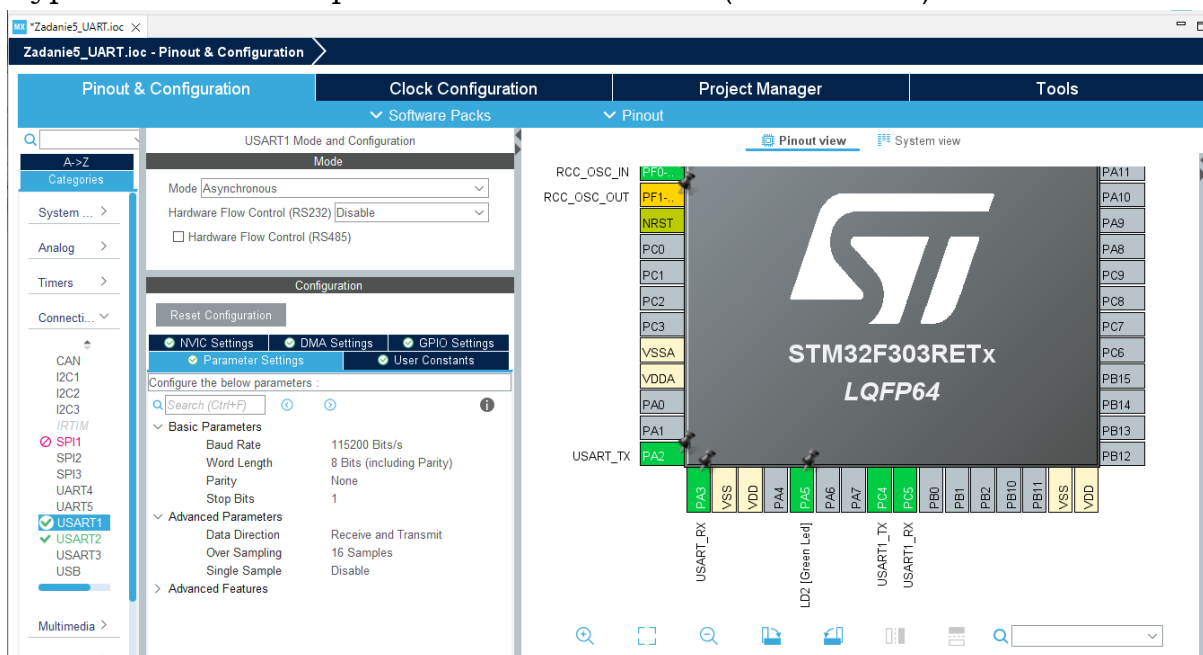 *Zadanie5_UART.ioc
Zadanie5_UART.ioc - Pinout & Configuration
Pinout & Configuration
Clock Configuration
Project Manager
Tools
Software Packs
Pinout
A->Z
Categories
System ...
Analog
Timers
Connecti...
CAN
I2C1
I2C2
I2C3
IRTIM
SPI1
SPI2
SPI3
UART4
UART5
USART1
USART2
USART3
USB
Multimedia
USART1 Mode and Configuration
Mode
Mode Asynchronous
Hardware Flow Control (RS232) Disable
Hardware Flow Control (RS485)
Configuration
Reset Configuration
NVIC Settings
DMA Settings
GPIO Settings
Parameter Settings
User Constants
Configure the below parameters :
Search (Ctrl+F)
Basic Parameters
Baud Rate 115200 Bits/s
Word Length 8 Bits (including Parity)
Parity None
Stop Bits 1
Advanced Parameters
Data Direction Receive and Transmit
Over Sampling 16 Samples
Single Sample Disable
Advanced Features
Pinout view
System view
RCC_OSC_IN PF0-..
RCC_OSC_OUT PF1-..
NRST
PC0
PC1
PC2
PC3
VSSA
VDDA
PA0
PA1
USART_TX PA2
PA11
PA10
PA9
PA8
PC9
PC8
PC7
PC6
PB15
PB14
PB13
PB12
STM32F303RETx
LQFP64
PA3
VSS
VDD
PA4
PA5
PA6
PA7
PC4
PC5
PB0
PB1
PB2
PB10
PB11
VSS
VDD
USART_RX
LD2 [Green Led]
USART1_TX
USART1_RX